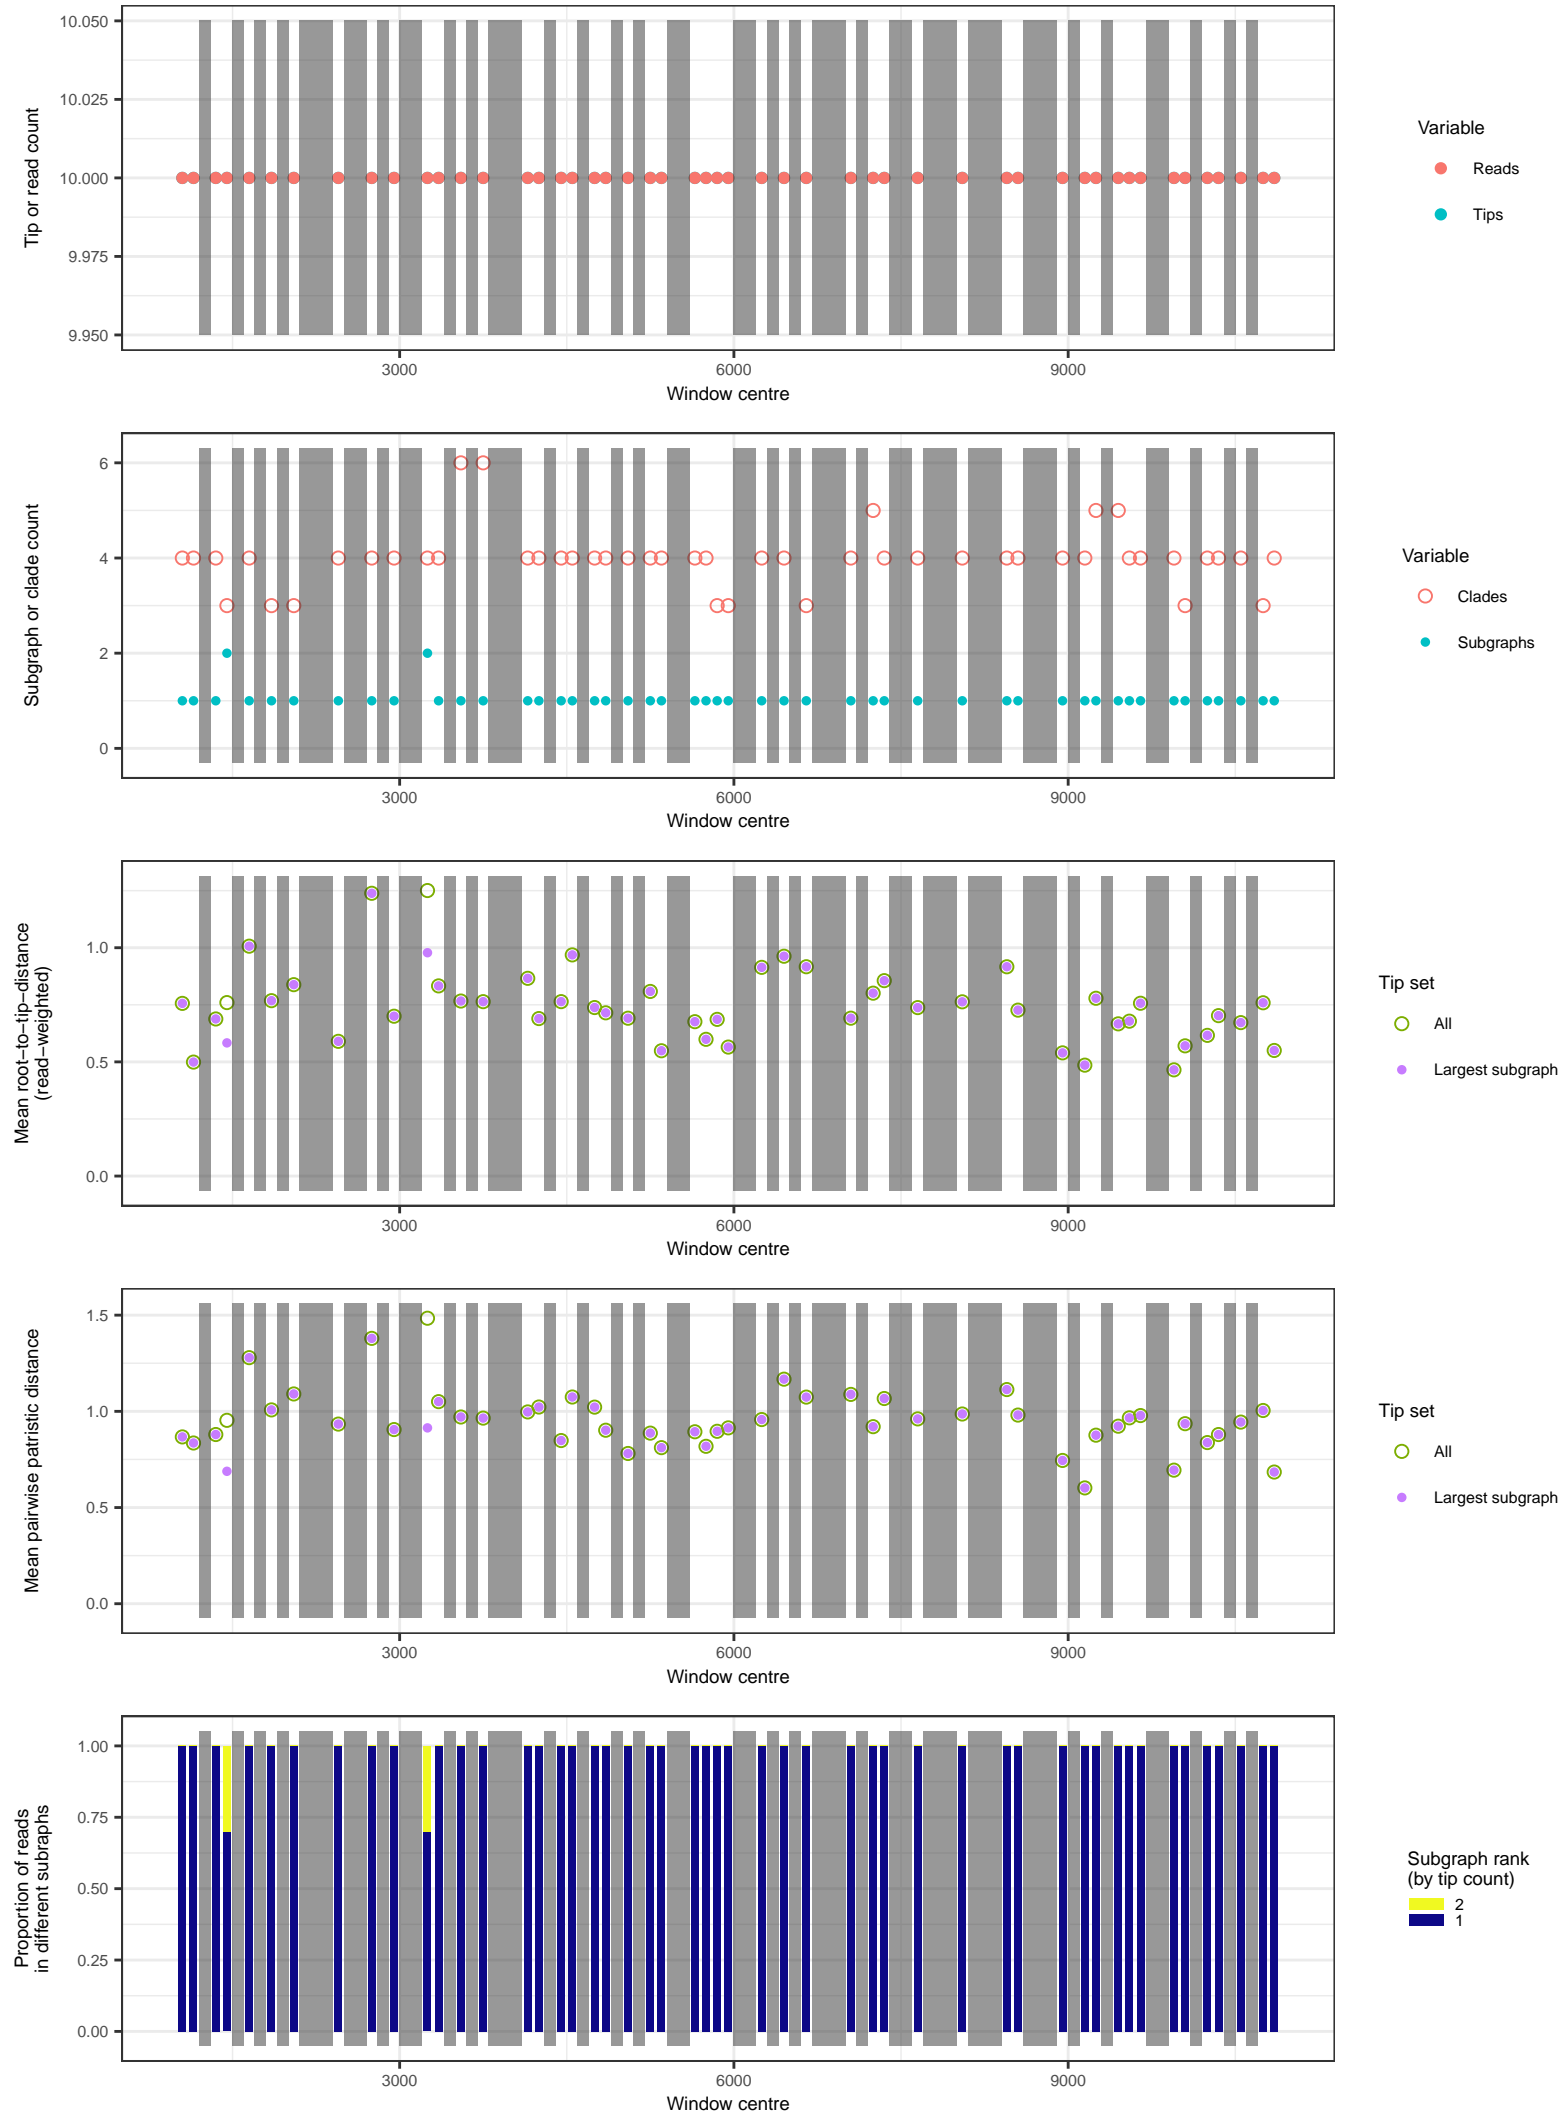 10.050
10.025
10.000
9.975
9.950
Tip or read count
3000
6000
9000
Window centre
Variable
Reads
Tips
6
4
2
0
Subgraph or clade count
3000
6000
9000
Window centre
Variable
Clades
Subgraphs
1.0
0.5
0.0
Mean root−to−tip−distance
(read−weighted)
3000
6000
9000
Window centre
Tip set
All
Largest subgraph
1.5
1.0
0.5
0.0
Mean pairwise patristic distance
3000
6000
9000
Window centre
Tip set
All
Largest subgraph
1.00
0.75
0.50
0.25
0.00
Proportion of reads
in different subraphs
3000
6000
9000
Window centre
Subgraph rank
(by tip count)
2
1